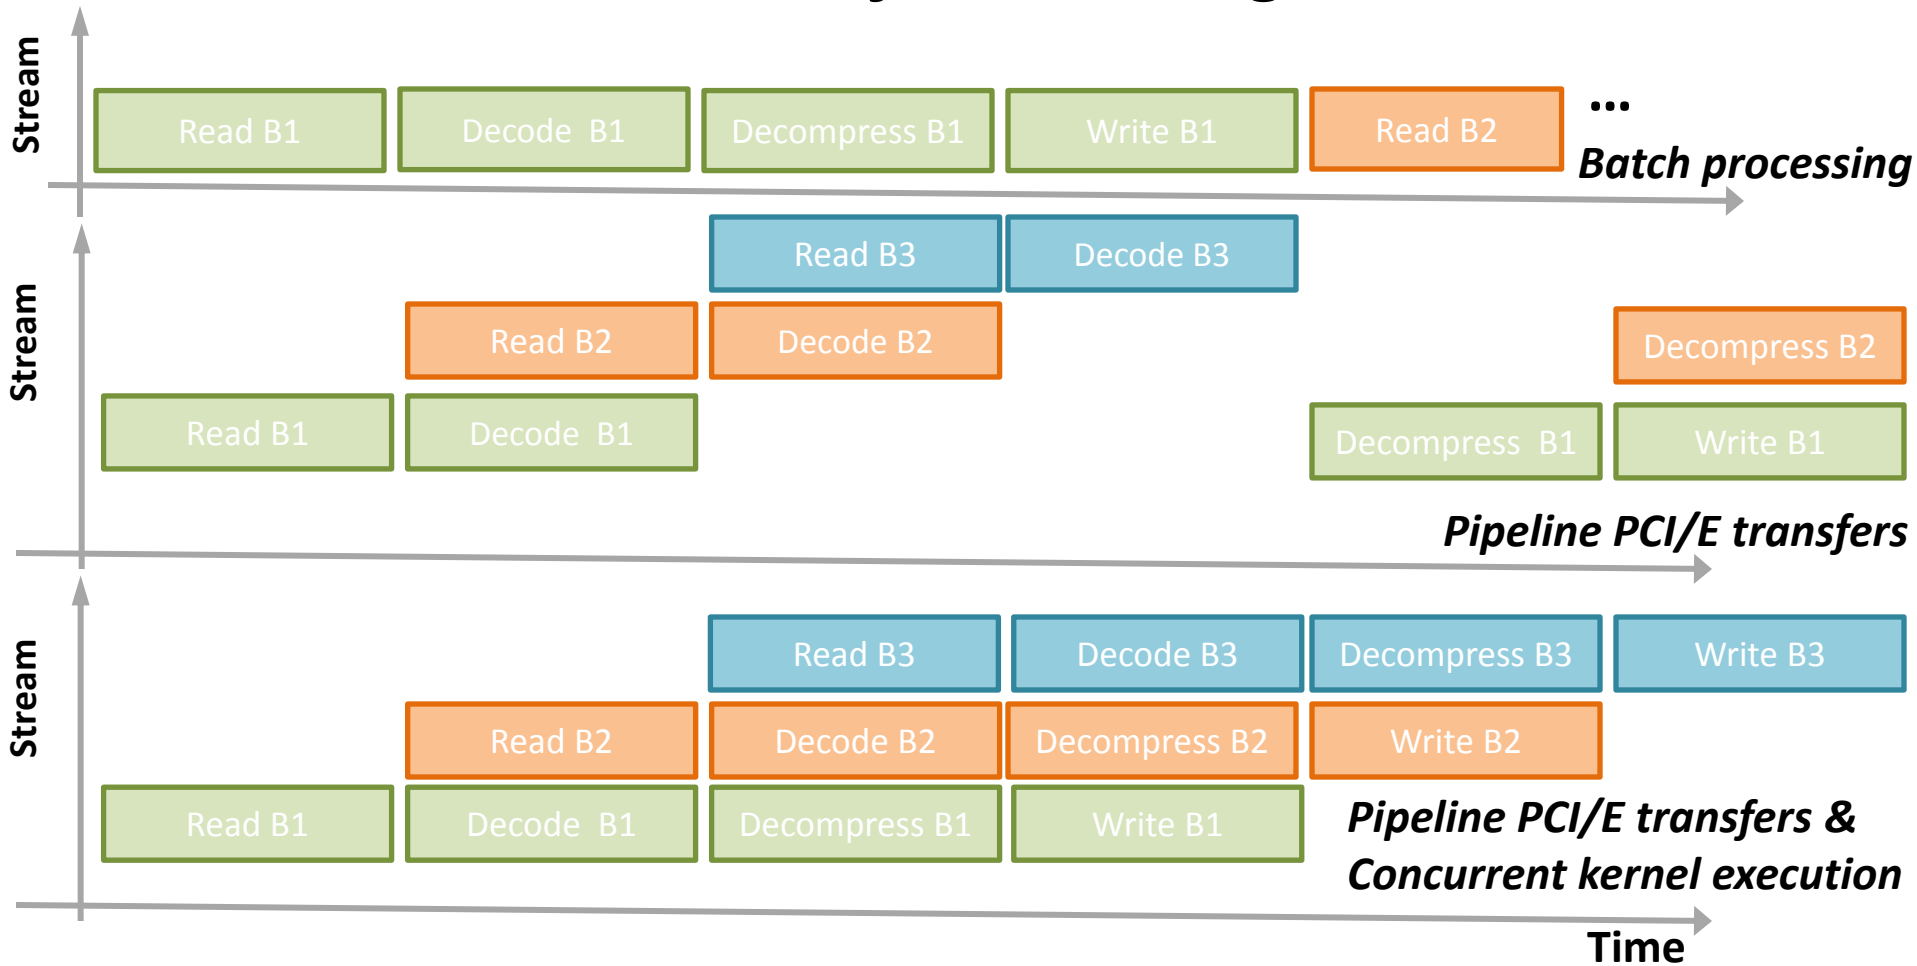 Stream
Read B1
Decode B1
Decompress B1
Write B1
Read B2
...
Batch processing
Stream
Read B3
Decode B3
Read B2
Decode B2
Decompress B2
Read B1
Decode B1
Decompress B1
Write B1
Pipeline PCI/E transfers
Stream
Read B3
Decode B3
Decompress B3
Write B3
Read B2
Decode B2
Decompress B2
Write B2
Read B1
Decode B1
Decompress B1
Write B1
Pipeline PCI/E transfers &
Concurrent kernel execution
Time